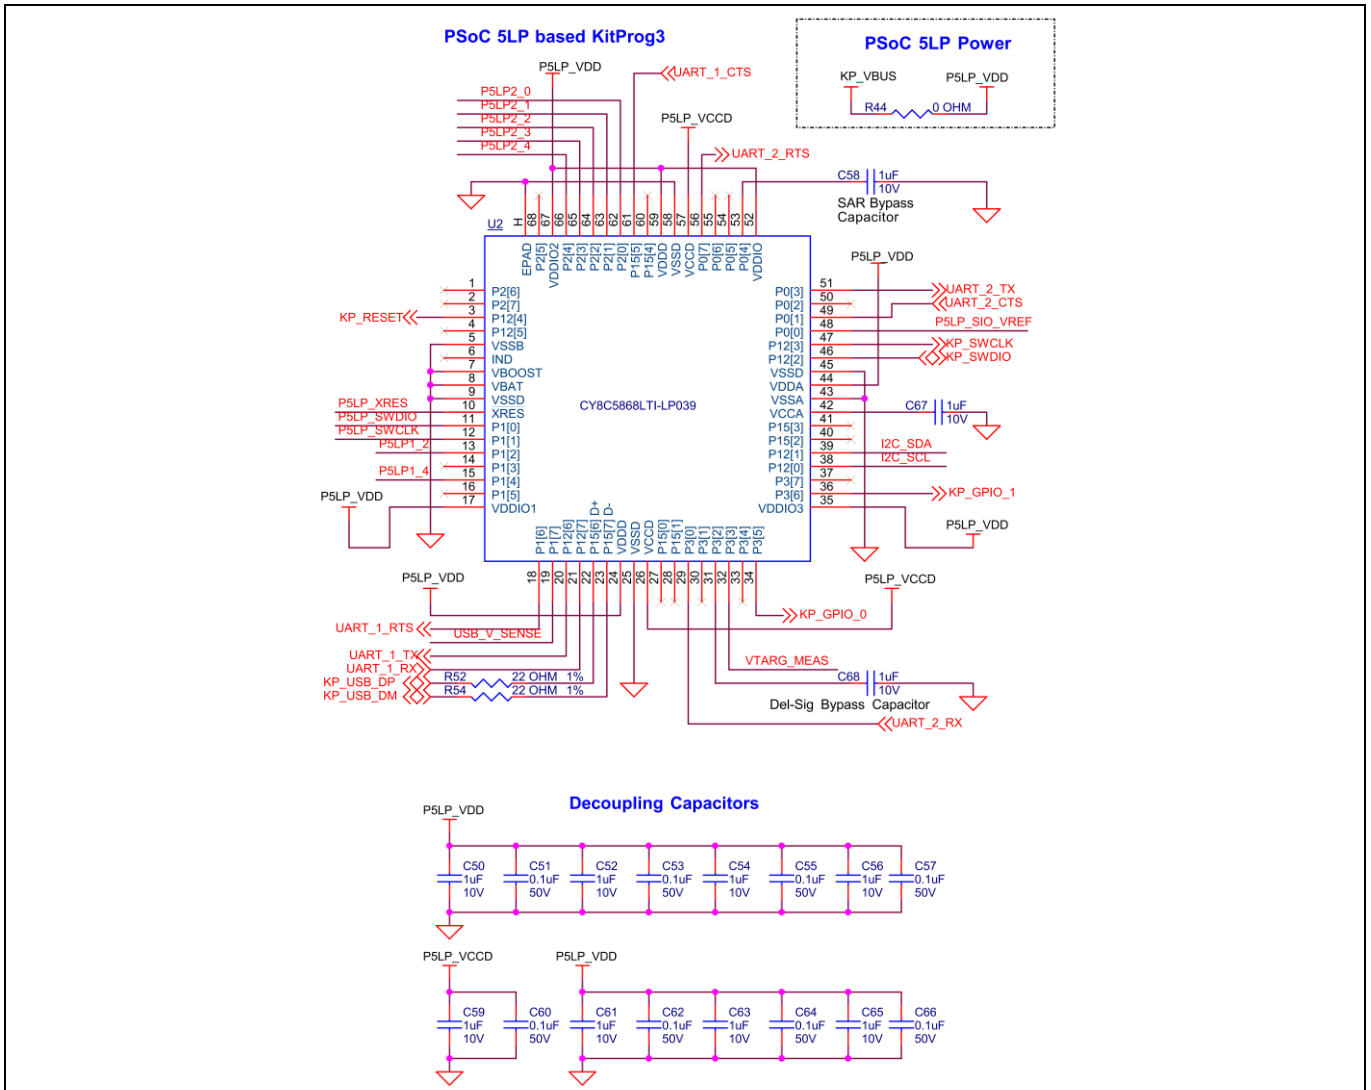 PSoC 5LP based KitProg3
PSoC 5LP Power
P5LP_VDD
UART_1_CTS
KP_VBUS
P5LP_VDD
P5LP2_0
P5LP2_1
P5LP2_2
P5LP2_3
P5LP2_4
R44
0 OHM
P5LP_VCCD
UART_2_RTS
C58
1uF
10V
SAR Bypass
Capacitor
U2
H
68
67
66
65
64
63
62
61
60
59
58
57
56
55
54
53
52
EPAD
P2[5]
VDDIO2
P2[4]
P2[3]
P2[2]
P2[1]
P2[0]
P15[5]
P15[4]
VDDD
VSSD
VCCD
P0[7]
P0[6]
P0[5]
P0[4]
VDDIO
P5LP_VDD
1 P2[6]
2 P2[7]
KP_RESET 3 P12[4]
4 P12[5]
5 VSSB
6 IND
7 VBOOST
8 VBAT
9 VSSD
P5LP_XRES 10 XRES
P5LP_SWDIO 11 P1[0]
P5LP_SWCLK 12 P1[1]
P5LP1_2 13 P1[2]
14 P1[3]
P5LP1_4 15 P1[4]
16 P1[5]
17 VDDIO1
P5LP_VDD
CY8C5868LTI-LP039
P0[3] 51 UART_2_TX
P0[2] 50
P0[1] 49 UART_2_CTS
P0[0] 48 P5LP_SIO_VREF
P12[3] 47 KP_SWCLK
P12[2] 46 KP_SWDIO
VSSD 45
VDDA 44
VSSA 43
VCCA 42
C67
1uF
10V
P15[3] 41
P15[2] 40
P12[1] 39 I2C_SDA
P12[0] 38 I2C_SCL
P3[7] 37
P3[6] 36 KP_GPIO_1
VDDIO3 35
P5LP_VDD
P1[6]
P1[7]
P12[6]
P12[7]
P15[6] D+
P15[7] D-
VDDD
VSSD
VCCD
P15[0]
P15[1]
P3[0]
P3[1]
P3[2]
P3[3]
P3[4]
P3[5]
18
19
20
21
22
23
24
25
26
27
28
29
30
31
32
33
34
P5LP_VDD
P5LP_VCCD
KP_GPIO_0
UART_1_RTS
USB_V_SENSE
UART_1_TX
UART_1_RX
KP_USB_DP
R52
22 OHM 1%
KP_USB_DM
R54
22 OHM 1%
VTARG_MEAS
C68
1uF
10V
Del-Sig Bypass Capacitor
UART_2_RX
Decoupling Capacitors
P5LP_VDD
C50
1uF
10V
C51
0.1uF
50V
C52
1uF
10V
C53
0.1uF
50V
C54
1uF
10V
C55
0.1uF
50V
C56
1uF
10V
C57
0.1uF
50V
P5LP_VCCD
P5LP_VDD
C59
1uF
10V
C60
0.1uF
50V
C61
1uF
10V
C62
0.1uF
50V
C63
1uF
10V
C64
0.1uF
50V
C65
1uF
10V
C66
0.1uF
50V